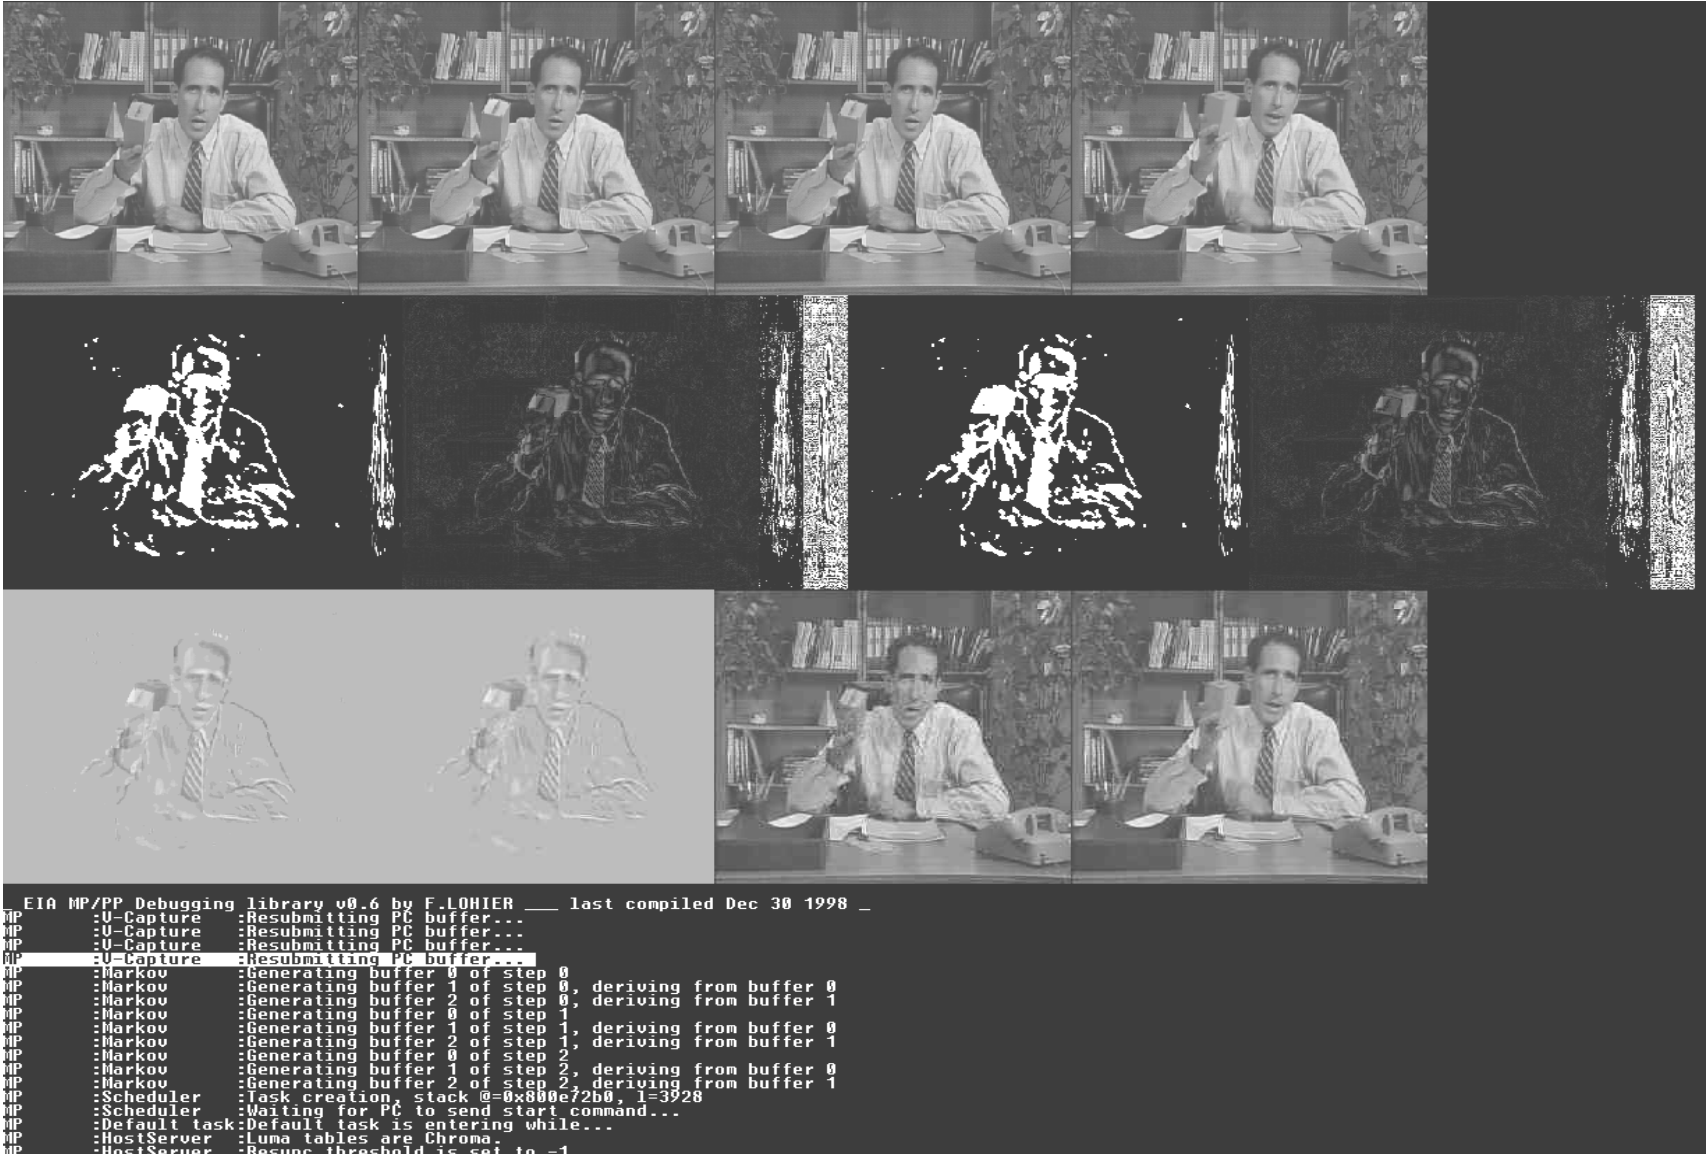 _ EIA MP/PP Debugging library v0.6 by F.LOHIER ___ last compiled Dec 30 1998 _
MP :V-Capture :Resubmitting PC buffer...
MP :V-Capture :Resubmitting PC buffer...
MP :V-Capture :Resubmitting PC buffer...
MP :V-Capture :Resubmitting PC buffer...
MP :Markov :Generating buffer 0 of step 0
MP :Markov :Generating buffer 1 of step 0, deriving from buffer 0
MP :Markov :Generating buffer 2 of step 0, deriving from buffer 1
MP :Markov :Generating buffer 0 of step 1
MP :Markov :Generating buffer 1 of step 1, deriving from buffer 0
MP :Markov :Generating buffer 2 of step 1, deriving from buffer 1
MP :Markov :Generating buffer 0 of step 2
MP :Markov :Generating buffer 1 of step 2, deriving from buffer 0
MP :Markov :Generating buffer 2 of step 2, deriving from buffer 1
MP :Scheduler :Task creation, stack @=0x800e72b0, l=3928
MP :Scheduler :Waiting for PC to send start command...
MP :Default task:Default task is entering while...
MP :HostServer :Luma tables are Chroma.
MP :HostServer :Resync threshold is set to -1